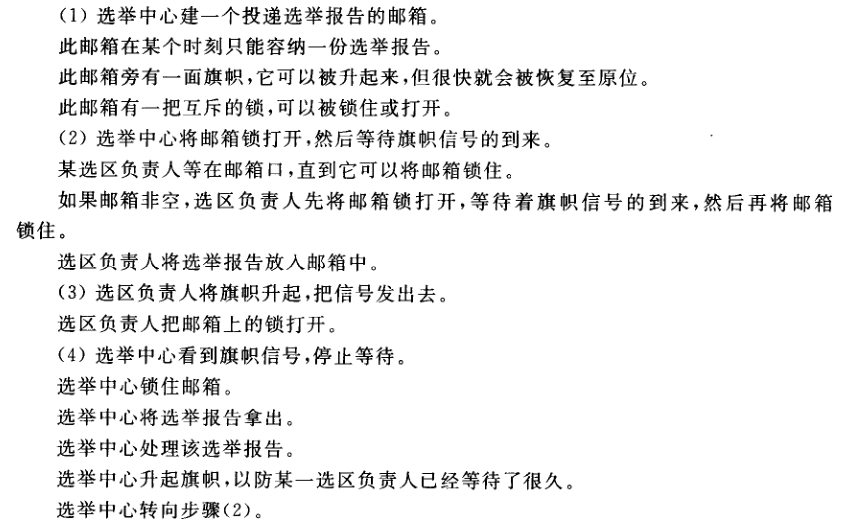 (1) 选举中心建一个投递选举报告的邮箱。
此邮箱在某个时刻只能容纳一份选举报告。
此邮箱旁有一面旗帜,它可以被升起来,但很快就会被恢复至原位。
此邮箱有一把互斥的锁,可以被锁住或打开。
(2) 选举中心将邮箱锁打开,然后等待旗帜信号的到来。
某选区负责人等在邮箱口,直到它可以将邮箱锁住。
如果邮箱非空,选区负责人先将邮箱锁打开,等待着旗帜信号的到来,然后再将邮箱
锁住。
选区负责人将选举报告放入邮箱中。
(3) 选区负责人将旗帜升起,把信号发出去。
选区负责人把邮箱上的锁打开。
(4) 选举中心看到旗帜信号,停止等待。
选举中心锁住邮箱。
选举中心将选举报告拿出。
选举中心处理该选举报告。
选举中心升起旗帜,以防某一选区负责人已经等待了很久。
选举中心转向步骤(2)。